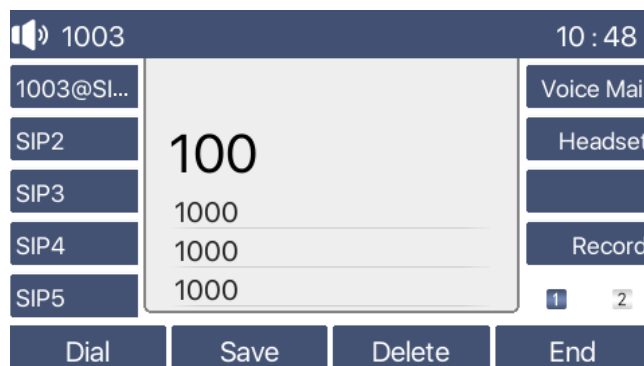 1003 10:48
1003@SI...
SIP2
SIP3
SIP4
SIP5
100
1000
1000
1000
Voice Mai
Headset
Record
1 2
Dial Save Delete End